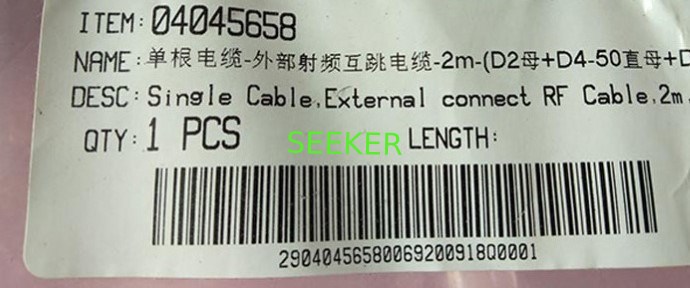 ITEM: 04045658
NAME: 单根电缆-外部射频互跳电缆-2m-(D2母+D4-50直母+D
DESC: Single Cable,External connect RF Cable,2m,
QTY: 1 PCS LENGTH:
SEEKER
2904045658006920091800001